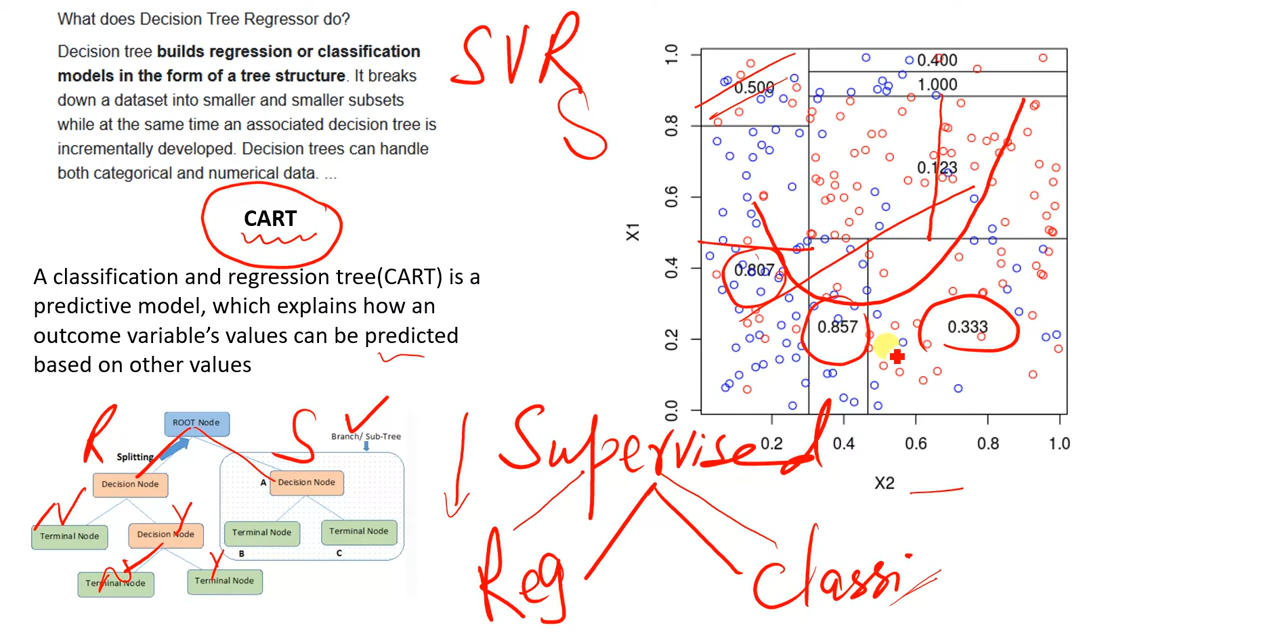 What does Decision Tree Regressor do?
Decision tree builds regression or classification
models in the form of a tree structure. It breaks
down a dataset into smaller and smaller subsets
while at the same time an associated decision tree is
incrementally developed. Decision trees can handle
both categorical and numerical data. ...
CART
A classification and regression tree(CART) is a
predictive model, which explains how an
outcome variable's values can be predicted
based on other values
SVR
S
R
ROOT Node
S
Branch/ Sub-Tree
Splitting
Decision Node
A
Decision Node
Terminal Node
Decision Node
Y
Terminal Node
Terminal Node
B
C
Terminal Node
Terminal Node
Y
Supervised
Reg
Classi
X1
1.0
0.8
0.6
0.4
0.2
0.0
0.400
0.500
1.000
0.123
0.807
0.857
0.333
0.2
0.4
0.6
0.8
1.0
X2